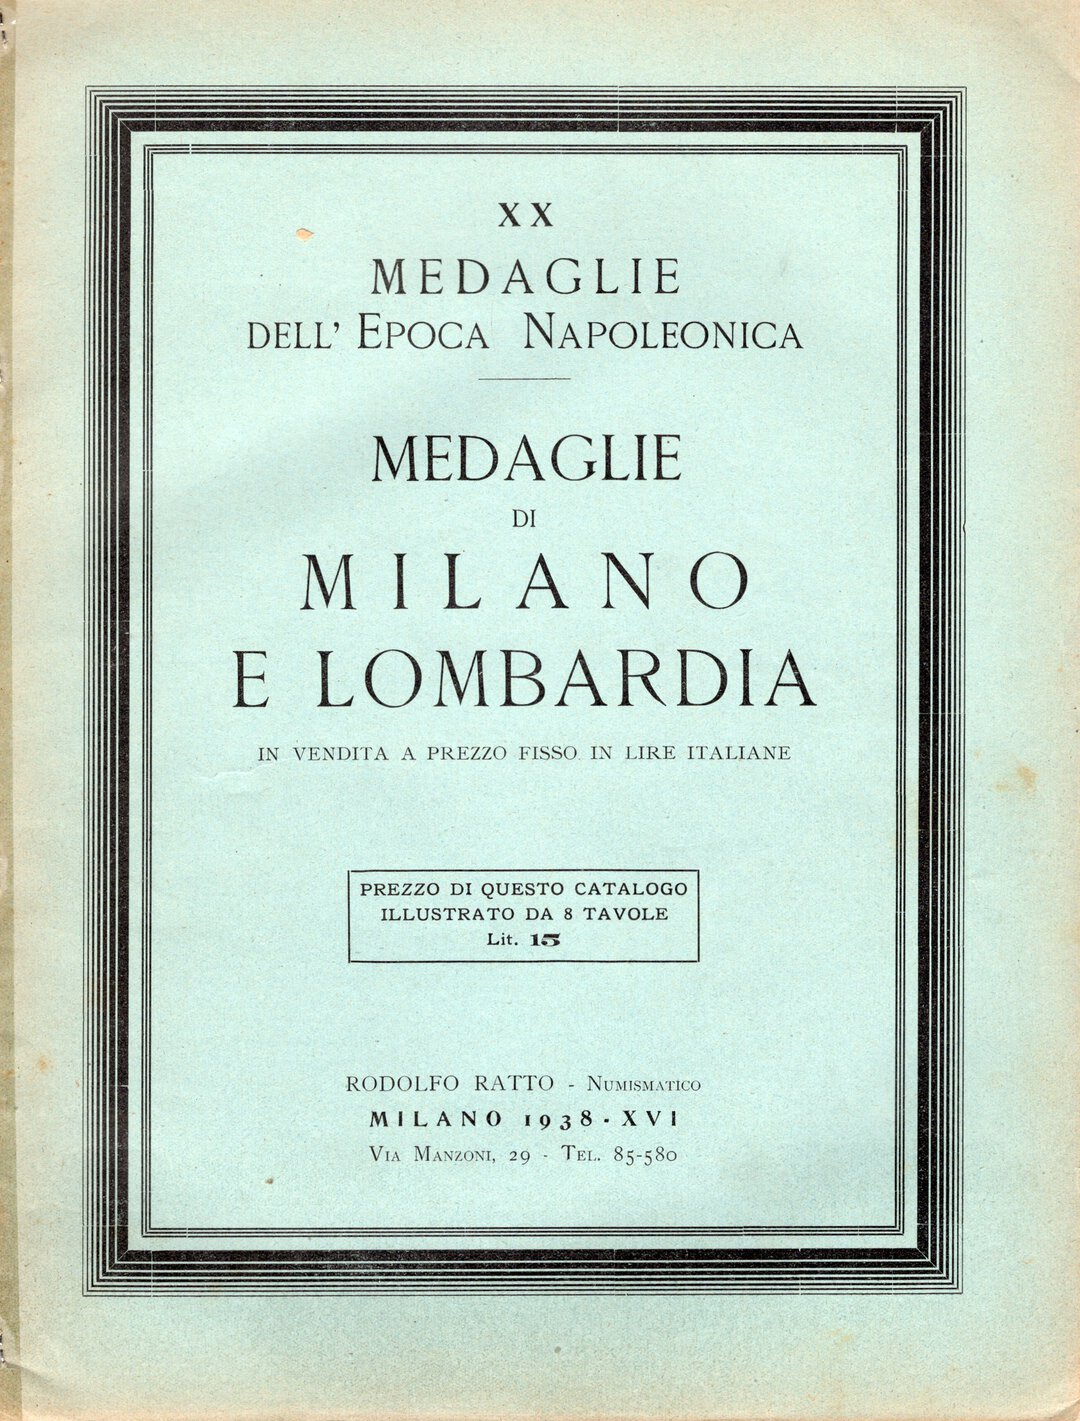 XX
MEDAGLIE
DELL' EPOCA NAPOLEONICA
MEDAGLIE
DI
MILANO
E LOMBARDIA
IN VENDITA A PREZZO FISSO IN LIRE ITALIANE
PREZZO DI QUESTO CATALOGO
ILLUSTRATO DA 8 TAVOLE
Lit. 15
RODOLFO RATTO - NUMISMATICO
MILANO 1938 - XVI
VIA MANZONI, 29 - TEL. 85-580